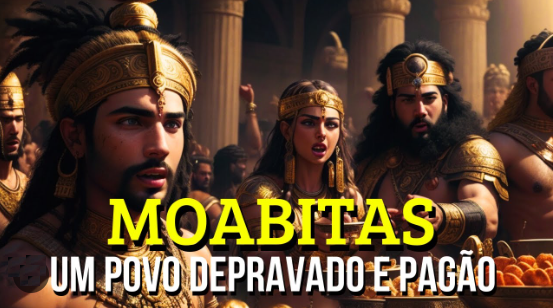 MOABITAS
UM POVO DEPRAVADO E PAGÃO